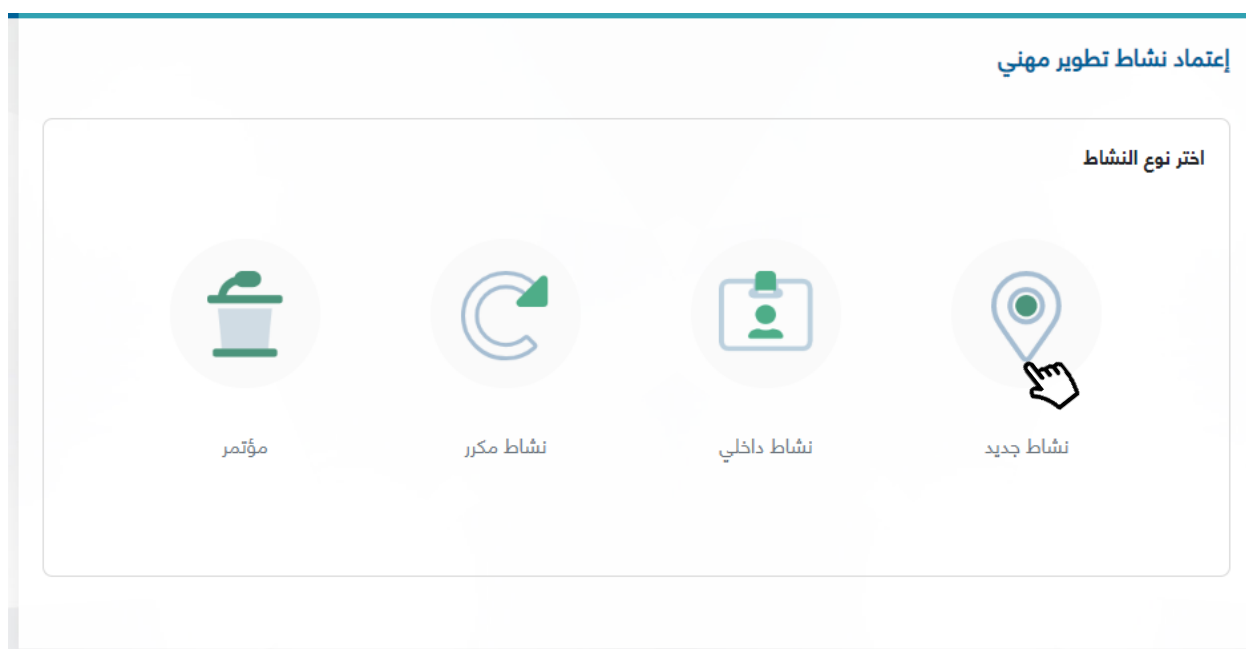 إعتماد نشاط تطوير مهني
اختر نوع النشاط
نشاط جديد
نشاط داخلي
نشاط مكرر
مؤتمر